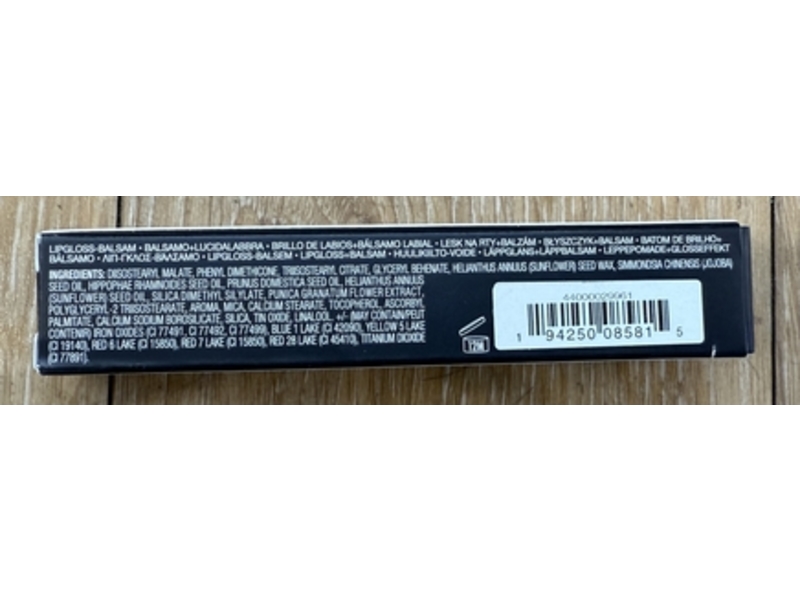 LIPGLOSS-BALSAM • BALSAMO+LUCIDALABBRA • BRILLO DE LABIOS+BÁLSAMO LABIAL • LESK NA RTY+BALZÁM • BŁYSZCZYK+BALSAM • BATOM DE BRILHO+
BÁLSAMO • ΛΙΠ-ΓΚΛΟΣ-ΒΑΛΣΑΜΟ • LIPGLOSS-BALSEM • LIPGLOSS+BALSAM • HUULIKIILTO-VOIDE • LÄPPGLANS+LÄPPBALSAM • LEPPEPOMADE+GLOSSEFFEKT
INGREDIENTS: DIISOSTEARYL MALATE, PHENYL DIMETHICONE, TRIISOSTEARYL CITRATE, GLYCERYL BEHENATE, HELIANTHUS ANNUUS (SUNFLOWER) SEED WAX, SIMMONDSIA CHINENSIS (JOJOBA)
SEED OIL, HIPPOPHAE RHAMNOIDES SEED OIL, PRUNUS DOMESTICA SEED OIL, HELIANTHUS ANNUUS
(SUNFLOWER) SEED OIL, SILICA DIMETHYL SILYLATE, PUNICA GRANATUM FLOWER EXTRACT,
POLYGLYCERYL-2 TRIISOSTEARATE, AROMA, MICA, CALCIUM STEARATE, TOCOPHEROL, ASCORBYL
PALMITATE, CALCIUM SODIUM BOROSILICATE, SILICA, TIN OXIDE, LINALOOL. +/- (MAY CONTAIN/PEUT
CONTENIR) IRON OXIDES (CI 77491, CI 77492, CI 77499), BLUE 1 LAKE (CI 42090), YELLOW 5 LAKE
(CI 19140), RED 6 LAKE (CI 15850), RED 7 LAKE (CI 15850), RED 28 LAKE (CI 45410), TITANIUM DIOXIDE
(CI 77891).
12M
44000029961
1 94250 08581 5